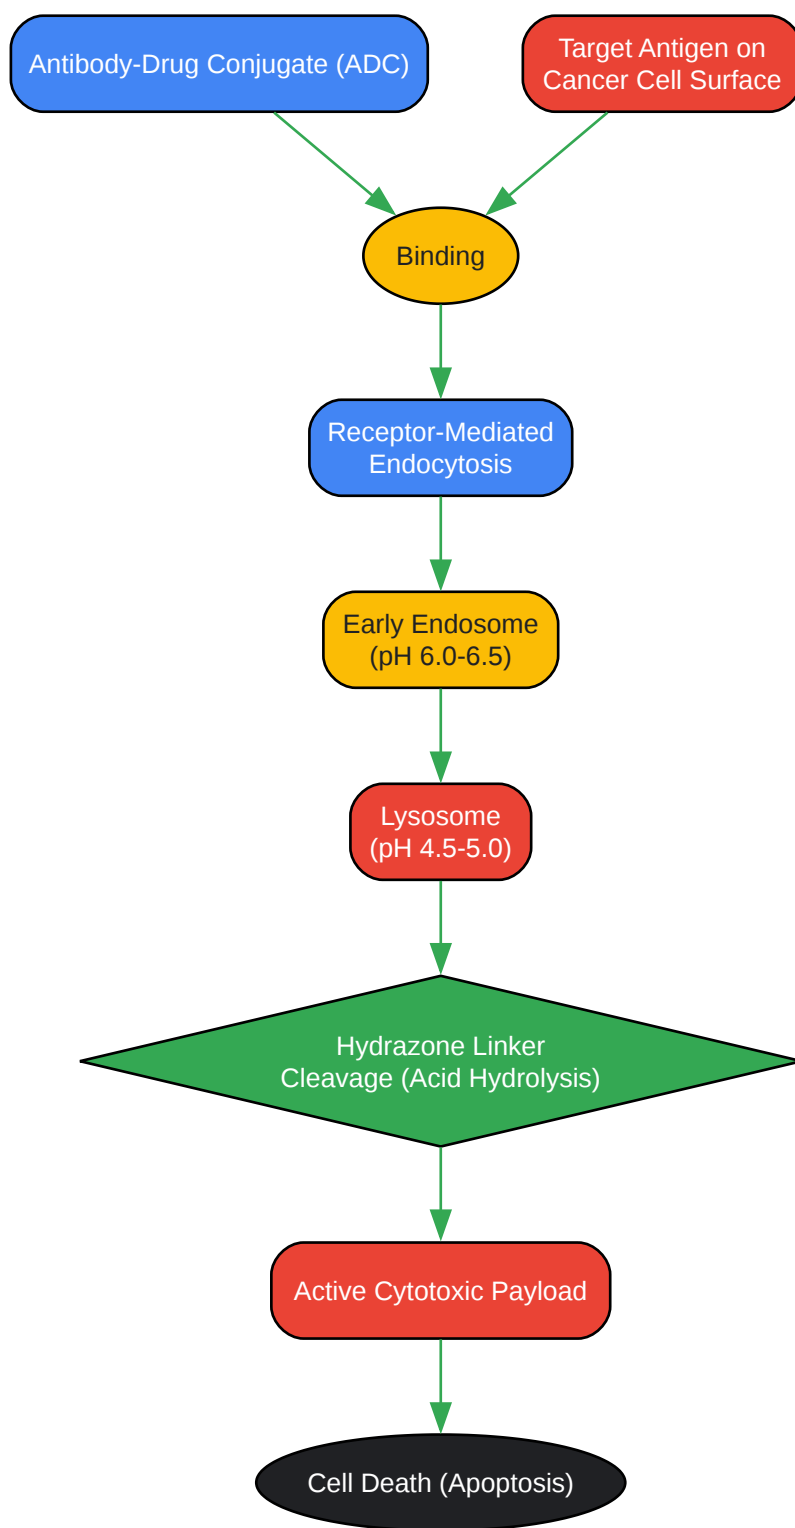 Antibody-Drug Conjugate (ADC)
Target Antigen on
Cancer Cell Surface
Binding
Receptor-Mediated
Endocytosis
Early Endosome
(pH 6.0-6.5)
Lysosome
(pH 4.5-5.0)
Hydrazone Linker
Cleavage (Acid Hydrolysis)
Active Cytotoxic Payload
Cell Death (Apoptosis)